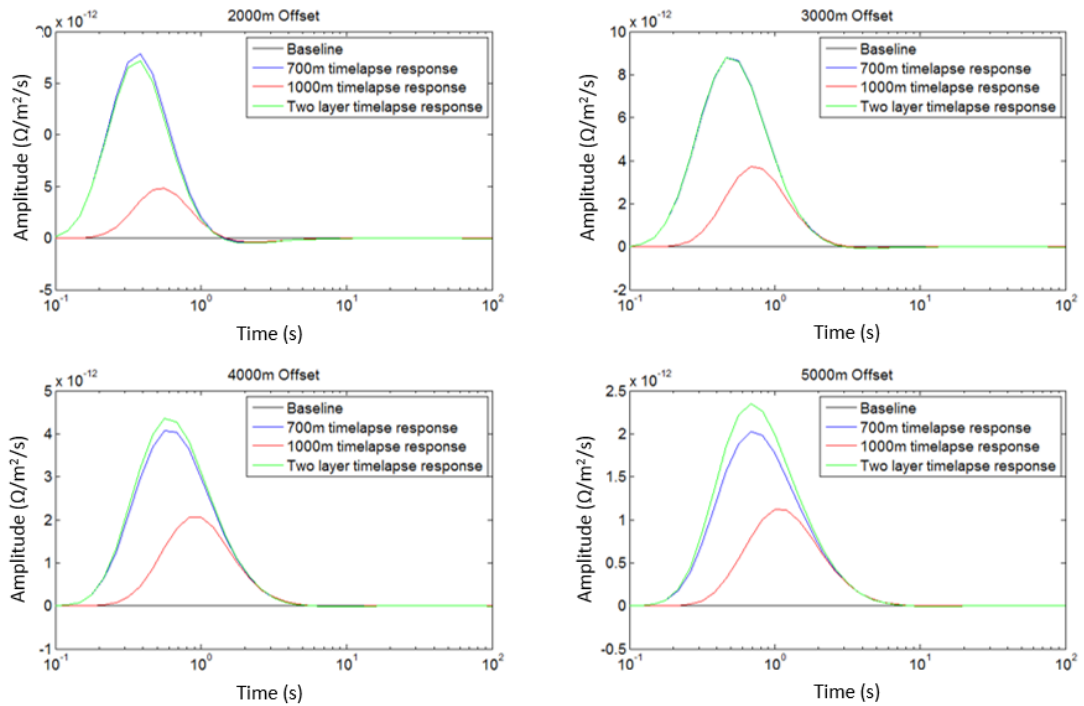 20 x 10-12
2000m Offset
Baseline
700m timelapse response
1000m timelapse response
Two layer timelapse response
Amplitude (Ω/m²/s)
5
0
5
0
-5
10-1 100 101 102
Time (s)
10 x 10-12
3000m Offset
Baseline
700m timelapse response
1000m timelapse response
Two layer timelapse response
Amplitude (Ω/m²/s)
8
6
4
2
0
-2
10-1 100 101 102
Time (s)
5 x 10-12
4000m Offset
Baseline
700m timelapse response
1000m timelapse response
Two layer timelapse response
Amplitude (Ω/m²/s)
4
3
2
1
0
-1
10-1 100 101 102
Time (s)
2.5 x 10-12
5000m Offset
Baseline
700m timelapse response
1000m timelapse response
Two layer timelapse response
Amplitude (Ω/m²/s)
2
1.5
1
0.5
0
-0.5
10-1 100 101 102
Time (s)